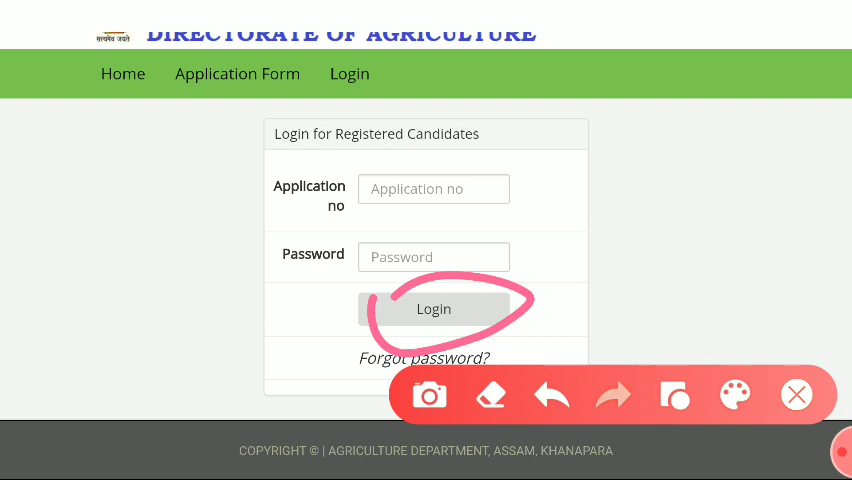 सत्यमेव जयते
DIRECTORATE OF AGRICULTURE
Home Application Form Login
Login for Registered Candidates
Application no
Application no
Password Password
Login
Forgot password?
COPYRIGHT © | AGRICULTURE DEPARTMENT, ASSAM, KHANAPARA